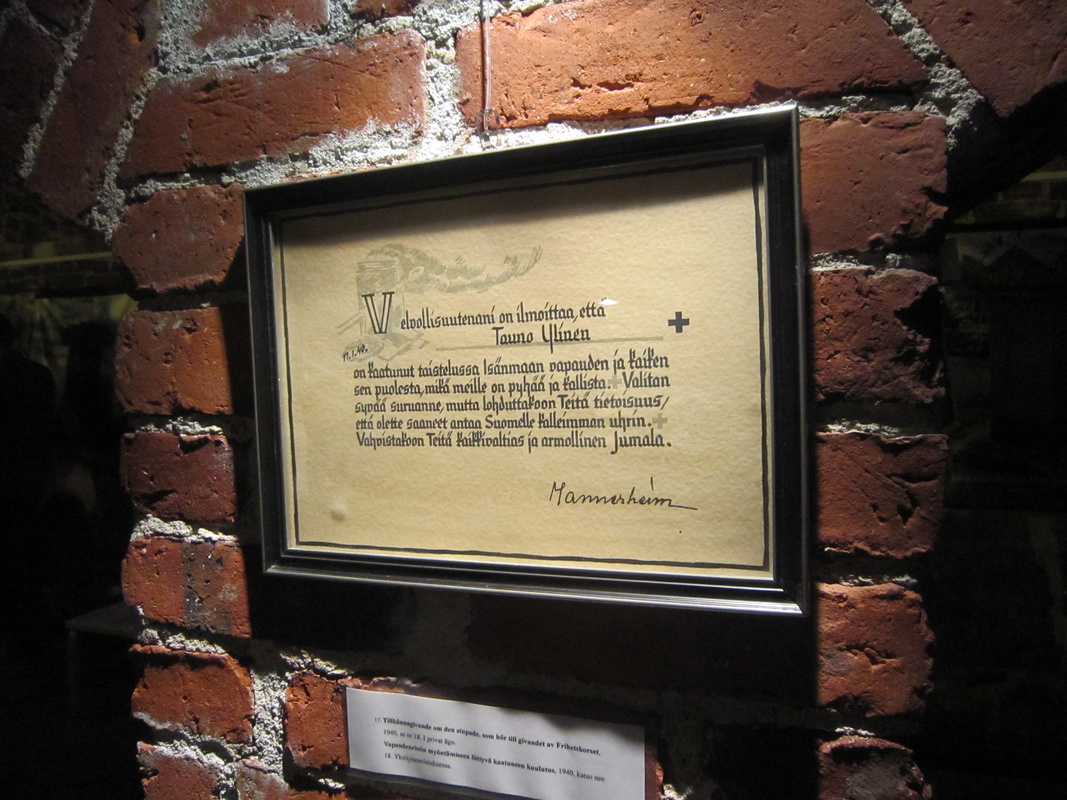 Velvollisuutenani on ilmoittaa, että
Tauno Ylinen
11.1.40.
on kaatunut taistelussa Isänmaan vapauden ja kaiken
sen puolesta, mikä meille on pyhää ja kallista. Valitan
syvää suruanne, mutta lohduttakoon Teitä tietoisuus,
että olette saaneet antaa Suomelle kalleimman uhrin.
Vahvistakoon Teitä kaikkivaltias ja armollinen Jumala.
Mannerheim
17. Tillkännagivande om den stupade, som hör till givandet av Frihetskorset,
1940, se nr 18. I privat ägo.
Vapaudenristin myöntämiseen liittyvä kaatuneen kuulutus, 1940, katso nro
18. Yksityisomistuksessa.